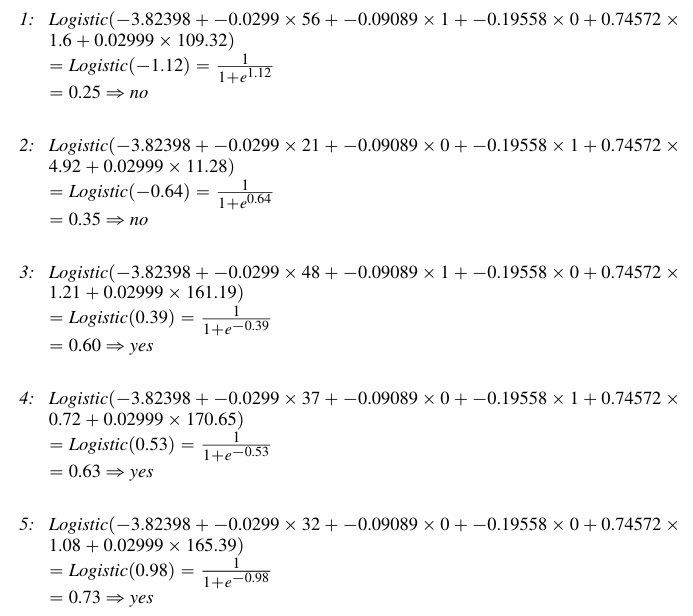 1: Logistic(−3.82398 + −0.0299 × 56 + −0.09089 × 1 + −0.19558 × 0 + 0.74572 ×
1.6 + 0.02999 × 109.32)
= Logistic(−1.12) = 1/(1+e^1.12)
= 0.25 ⇒ no
2: Logistic(−3.82398 + −0.0299 × 21 + −0.09089 × 0 + −0.19558 × 1 + 0.74572 ×
4.92 + 0.02999 × 11.28)
= Logistic(−0.64) = 1/(1+e^0.64)
= 0.35 ⇒ no
3: Logistic(−3.82398 + −0.0299 × 48 + −0.09089 × 1 + −0.19558 × 0 + 0.74572 ×
1.21 + 0.02999 × 161.19)
= Logistic(0.39) = 1/(1+e^−0.39)
= 0.60 ⇒ yes
4: Logistic(−3.82398 + −0.0299 × 37 + −0.09089 × 0 + −0.19558 × 1 + 0.74572 ×
0.72 + 0.02999 × 170.65)
= Logistic(0.53) = 1/(1+e^−0.53)
= 0.63 ⇒ yes
5: Logistic(−3.82398 + −0.0299 × 32 + −0.09089 × 0 + −0.19558 × 0 + 0.74572 ×
1.08 + 0.02999 × 165.39)
= Logistic(0.98) = 1/(1+e^−0.98)
= 0.73 ⇒ yes